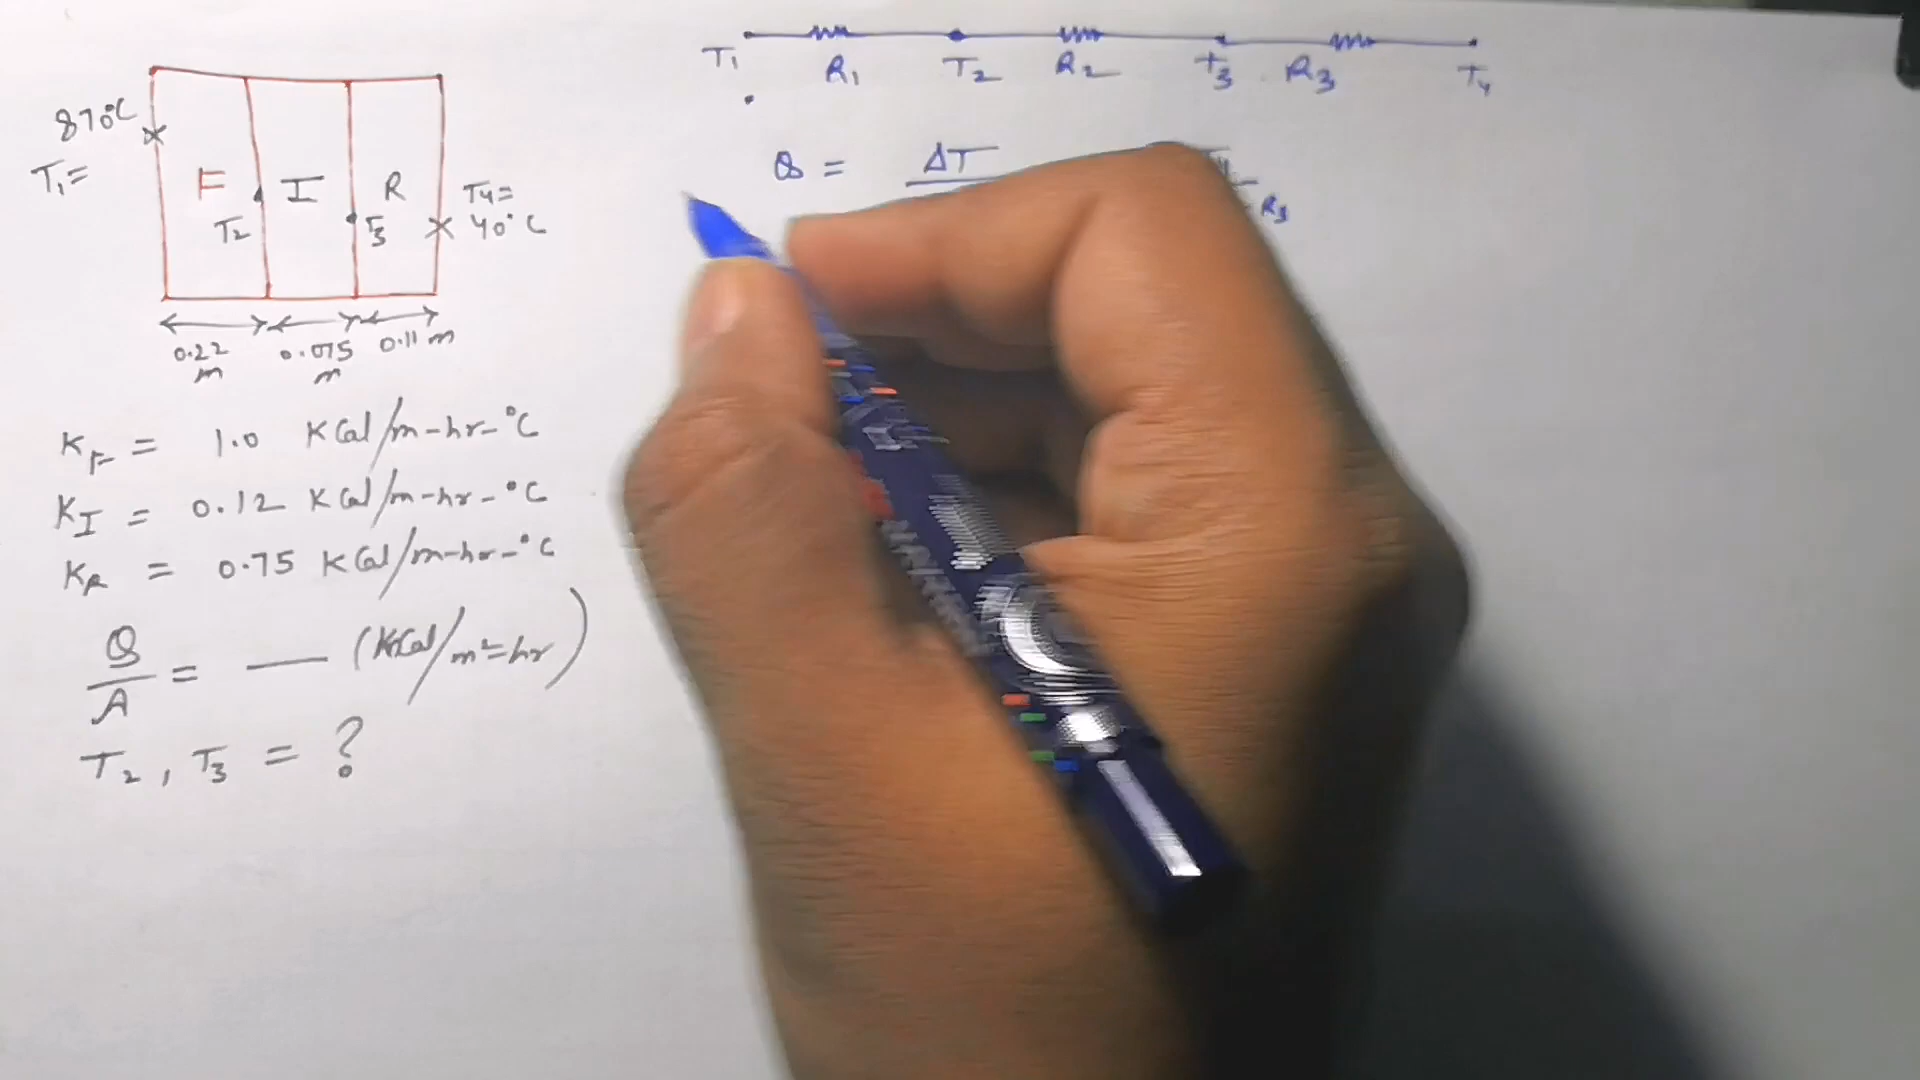 870°C
T₁ =
F
I
R
T₂
T₃
T₄ =
40°C
0.22 m
0.075 m
0.11 m
K_F = 1.0 KCal/m-hr-°C
K_I = 0.12 KCal/m-hr-°C
K_R = 0.75 KCal/m-hr-°C
Q/A = — (KCal/m²-hr)
T₂, T₃ = ?
T₁ R₁ T₂ R₂ T₃ R₃ T₄
Q = ΔT
R₃